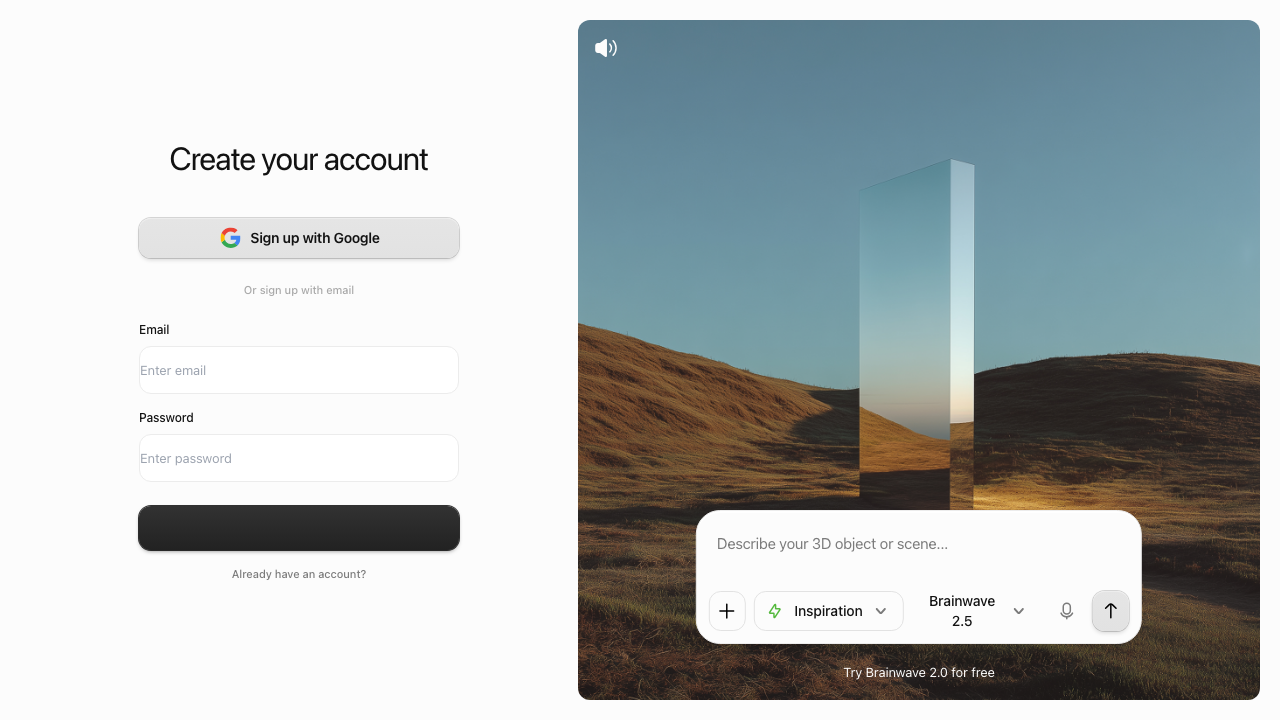 Create your account
Sign up with Google
Or sign up with email
Email
Enter email
Password
Enter password
Already have an account?
Describe your 3D object or scene...
Inspiration
Brainwave
2.5
Try Brainwave 2.0 for free